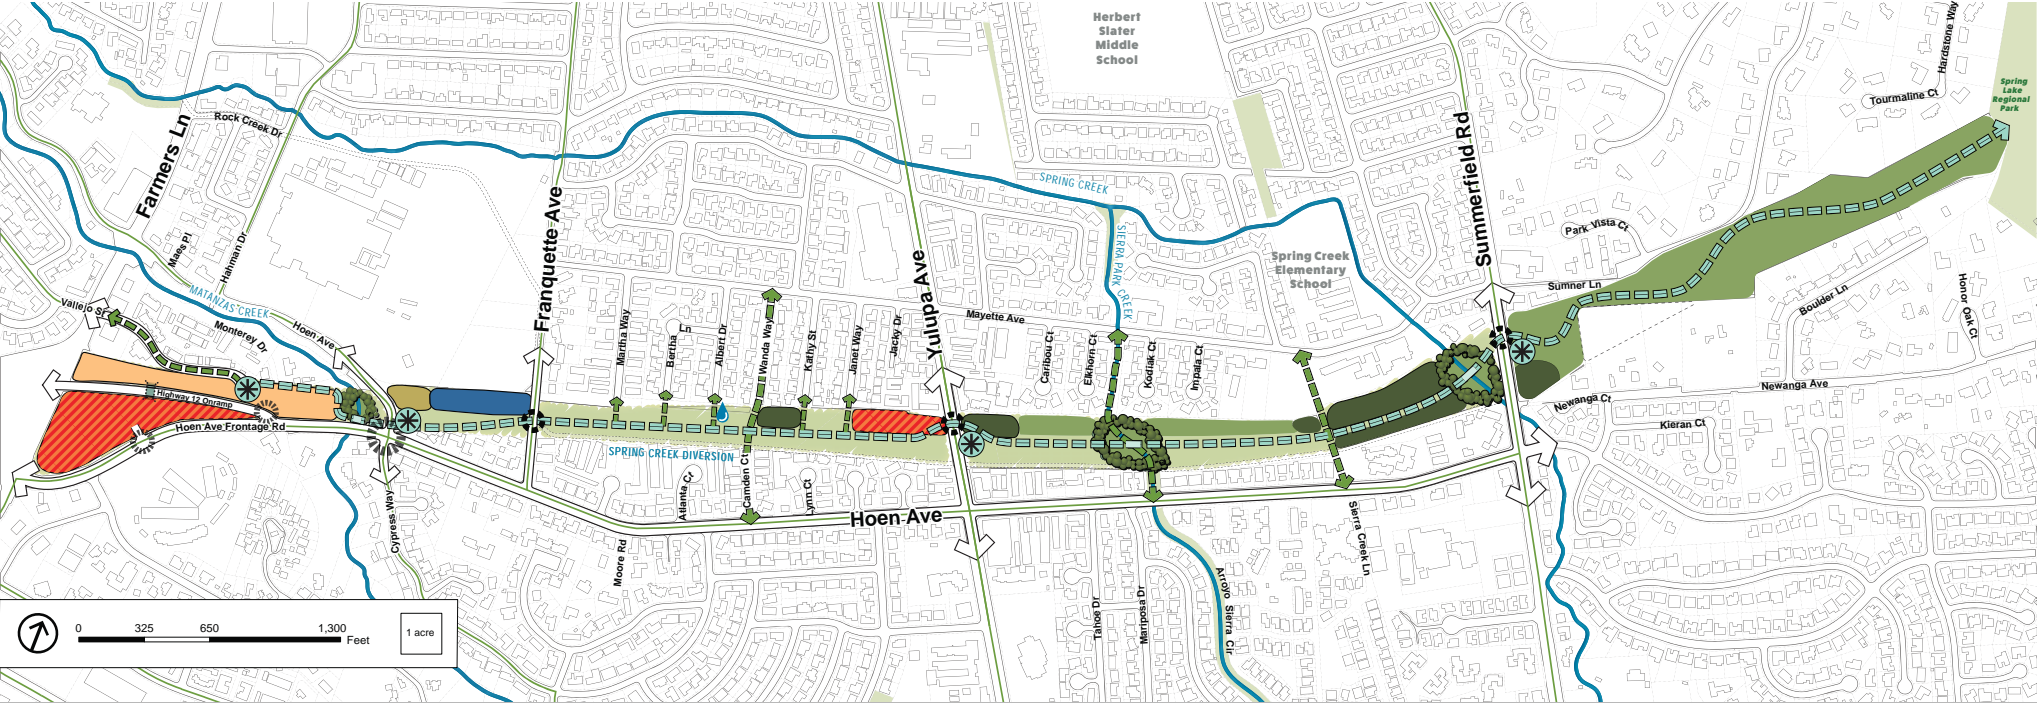 Herbert
Slater
Middle
School
Hardstone Way
Tourmaline Ct
Spring
Lake
Regional
Park
Rock Creek Dr
Farmers Ln
Summerfield Rd
SPRING CREEK
Franquette Ave
Park Vista Ct
Maes Pl
Hahman Dr
SIERRA PARK CREEK
Spring Creek
Elementary
School
Yulupa Ave
Sumner Ln
Boulder Ln
Honor Oak Ct
MATANZAS CREEK
Vallejo St
Monterey Dr
Hoen Ave
Martha Way
Bertha Ln
Albert Dr
Wanda Way
Kathy St
Janet Way
Jacky Dr
Mayette Ave
Caribou Ct
Elkhorn Ct
Kodiak Ct
Impala Ct
Newanga Ave
Newanga Ct
Kieran Ct
Highway 12 Onramp
Hoen Ave Frontage Rd
SPRING CREEK DIVERSION
Cypress Way
Atlanta Ct
Camden Ct
Lynn Ct
Hoen Ave
Moore Rd
Sierra Creek Ln
Tahoe Dr
Mariposa Dr
Arroyo Sierra Cir
0 325 650 1,300
Feet
1 acre